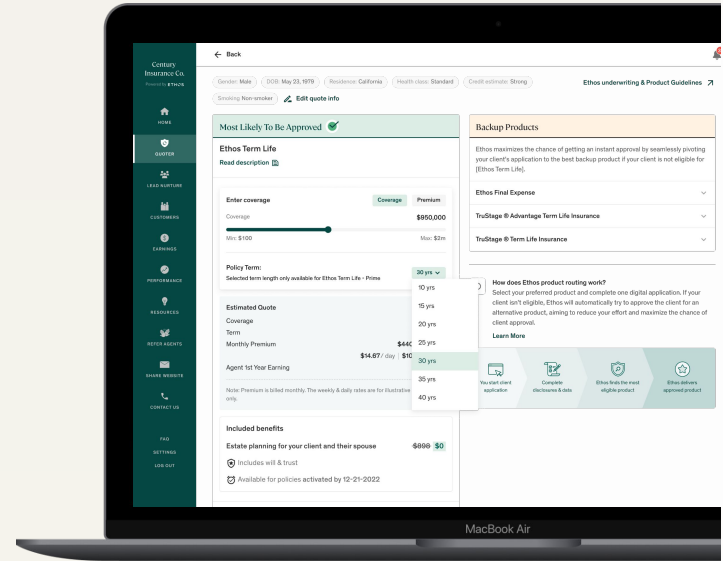 Century
Insurance Co.
Powered by ETHOS
HOME
QUOTER
LEAD NURTURE
CUSTOMERS
EARNINGS
PERFORMANCE
RESOURCES
REFER AGENTS
SHARE WEBSITE
CONTACT US
FAQ
SETTINGS
LOG OUT
← Back
Gender: Male
DOB: May 23, 1979
Residence: California
Health class: Standard
Credit estimate: Strong
Ethos underwriting & Product Guidelines
Smoking: Non-smoker
Edit quote info
Most Likely To Be Approved
Ethos Term Life
Read description
Enter coverage
Coverage
Premium
Coverage
$950,000
Min: $100
Max: $2m
Policy Term:
30 yrs
Selected term length only available for Ethos Term Life - Prime
10 yrs
15 yrs
20 yrs
25 yrs
30 yrs
35 yrs
40 yrs
Estimated Quote
Coverage
Term
Monthly Premium
$440
$14.67/ day
$10
Agent 1st Year Earning
Note: Premium is billed monthly. The weekly & daily rates are for illustrative
only.
Included benefits
Estate planning for your client and their spouse
$898 $0
Includes will & trust
Available for policies activated by 12-21-2022
Backup Products
Ethos maximizes the chance of getting an instant approval by seamlessly pivoting
your client's application to the best backup product if your client is not eligible for
[Ethos Term Life].
Ethos Final Expense
TruStage ® Advantage Term Life Insurance
TruStage ® Term Life Insurance
How does Ethos product routing work?
Select your preferred product and complete one digital application. If your
client isn't eligible, Ethos will automatically try to approve the client for an
alternative product, aiming to reduce your effort and maximize the chance of
client approval.
Learn More
You start client
application
Complete
disclosures & data
Ethos finds the most
eligible product
Ethos delivers
approved product
MacBook Air